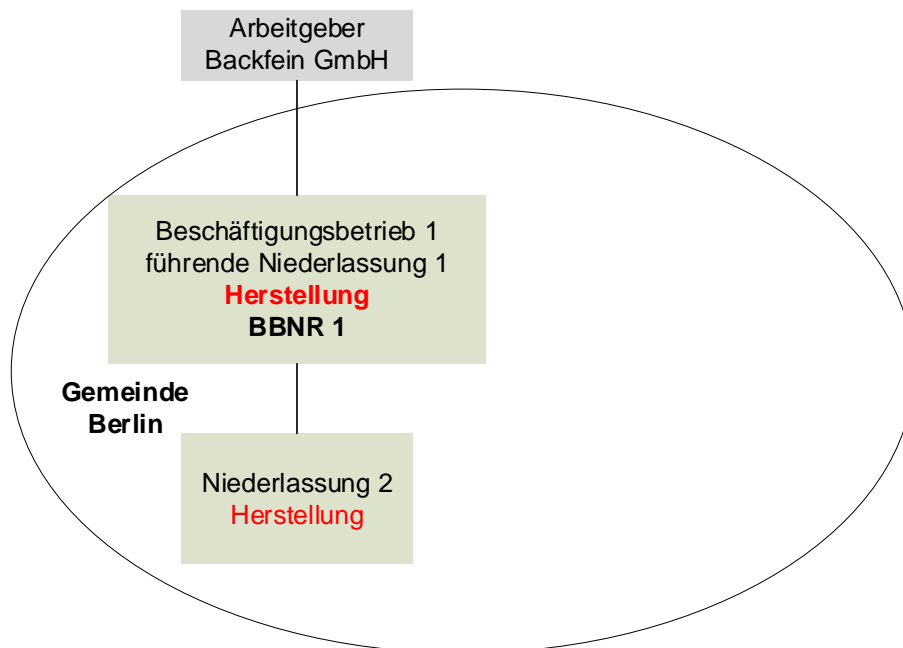 Arbeitgeber
Backfein GmbH
Beschäftigungsbetrieb 1
führende Niederlassung 1
Herstellung
BBNR 1
Gemeinde
Berlin
Niederlassung 2
Herstellung